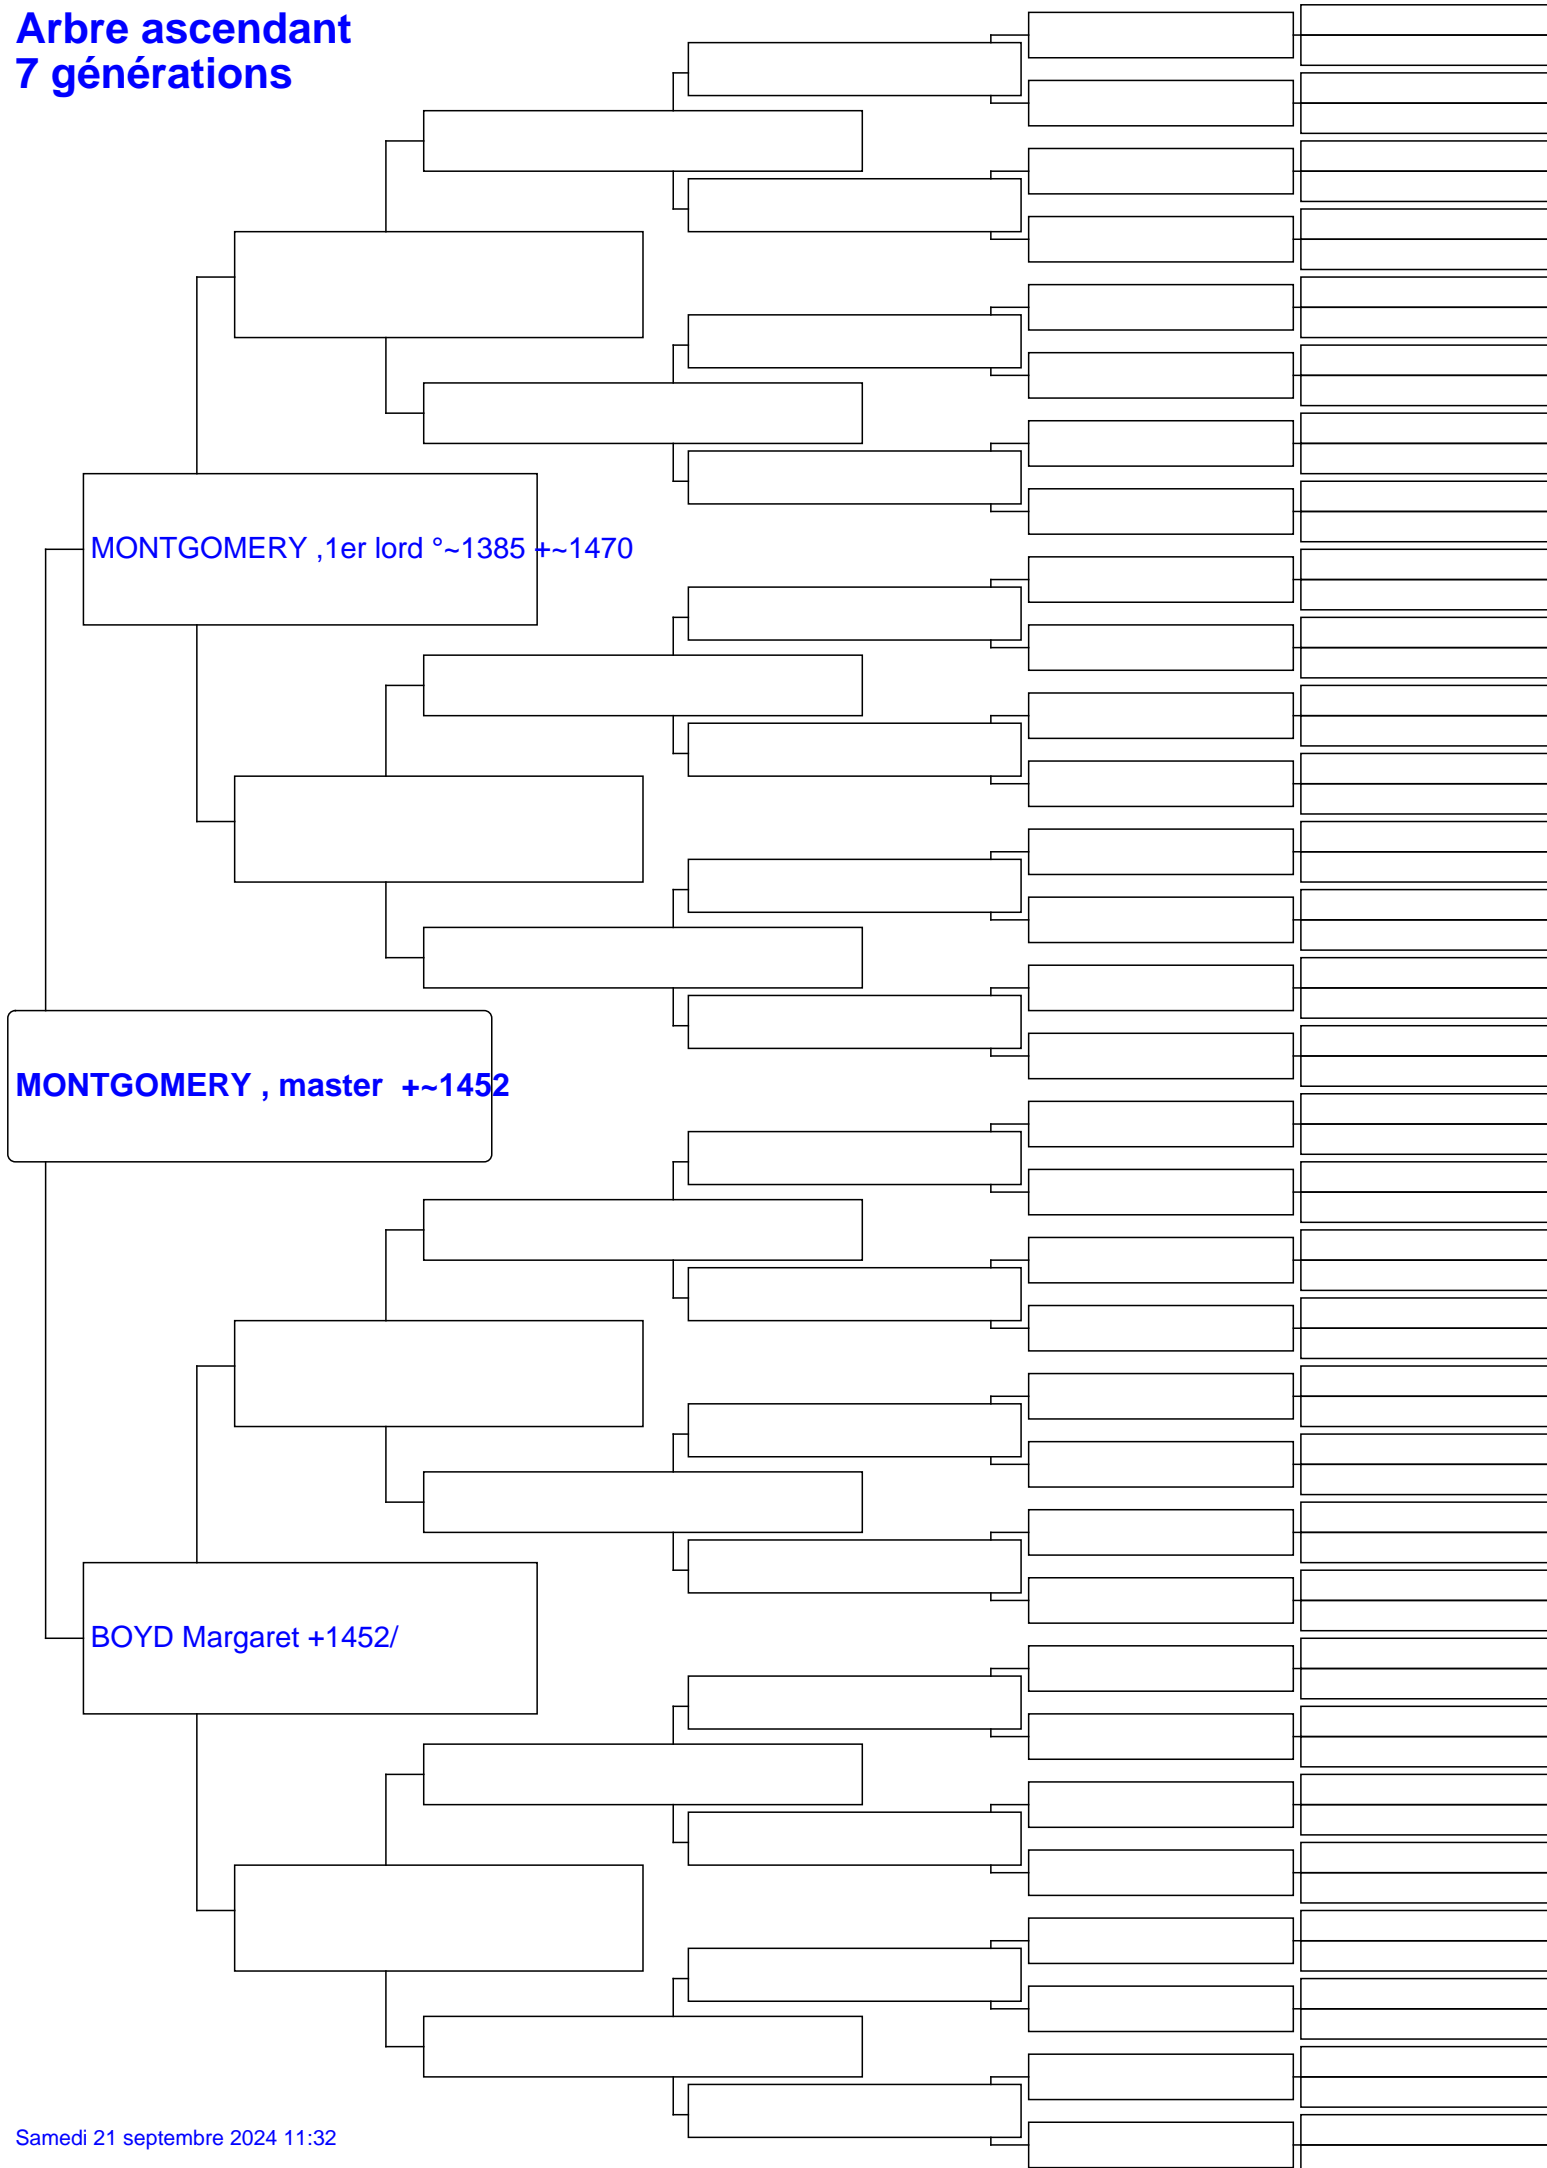 Arbre ascendant
7 générations
MONTGOMERY ,1er lord °~1385 +~1470
MONTGOMERY , master  +~1452
BOYD Margaret +1452/
Samedi 21 septembre 2024 11:32